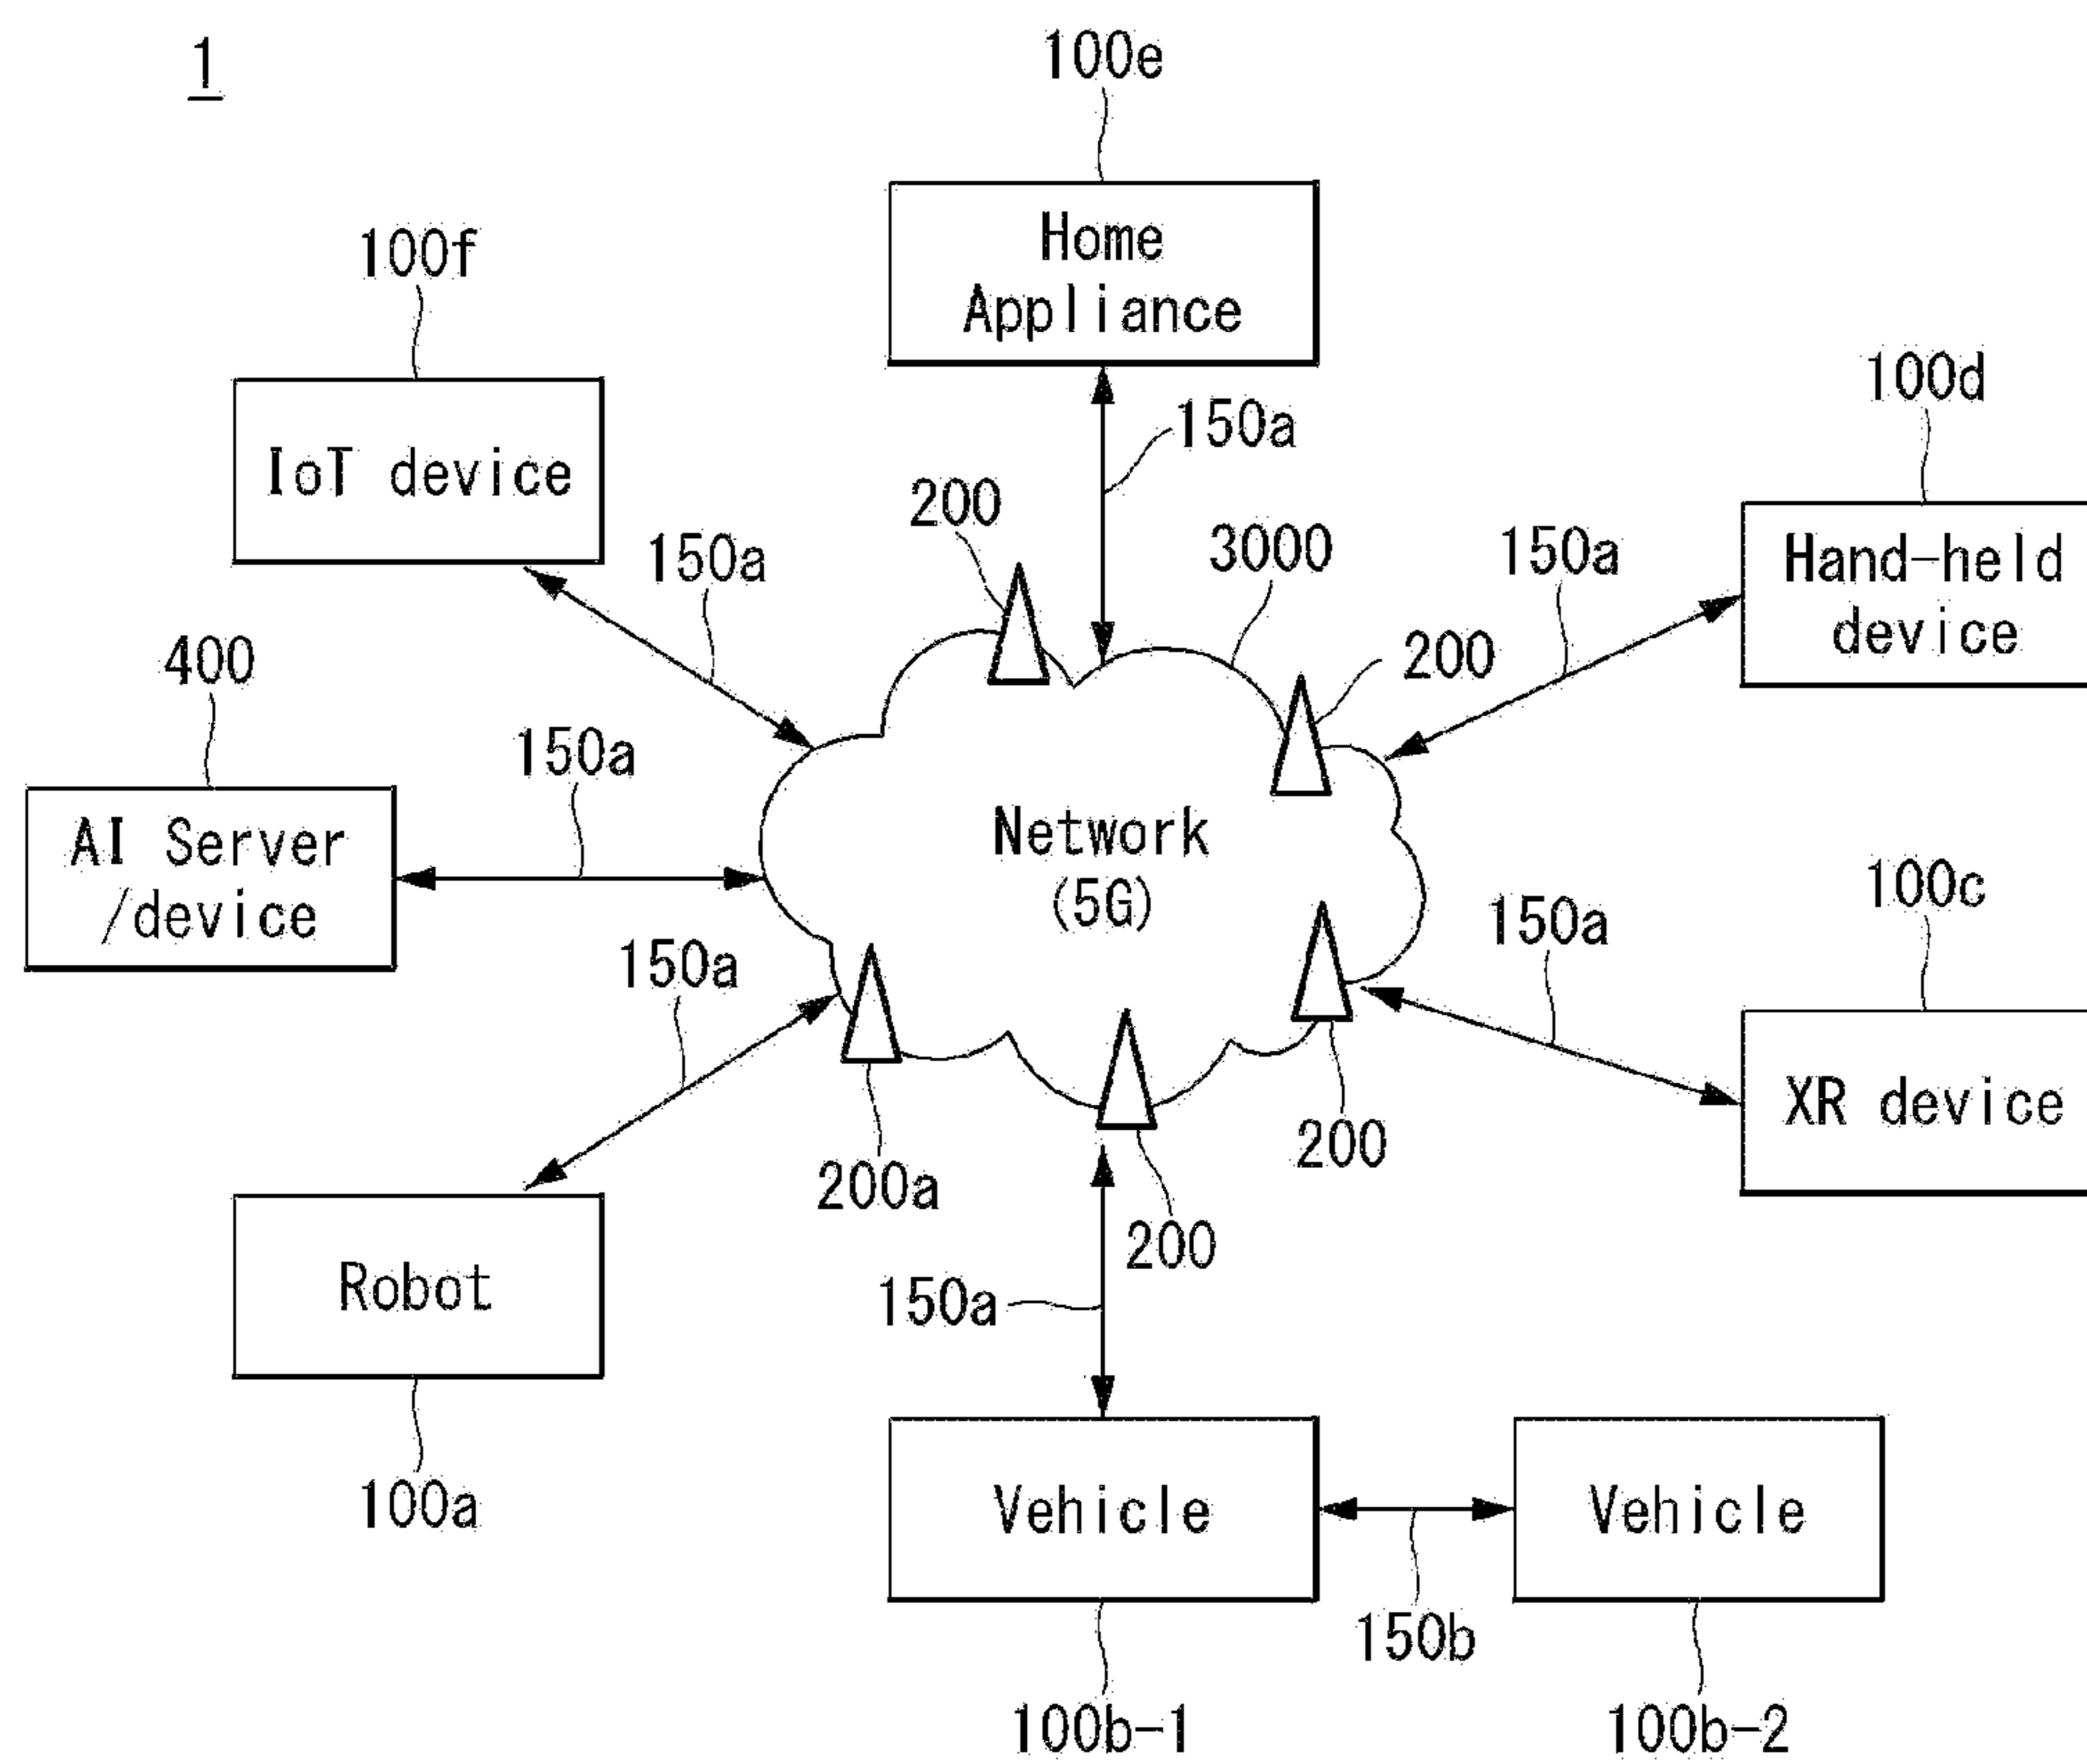 1
100e
Home
Appliance
100f
IoT device
150a
100d
Hand-held
device
200
3000
150a
150a
200
400
AI Server
/device
150a
Network
(5G)
100c
XR device
150a
150a
200a
200
200
Robot
100a
150a
Vehicle
Vehicle
150b
100b-1
100b-2